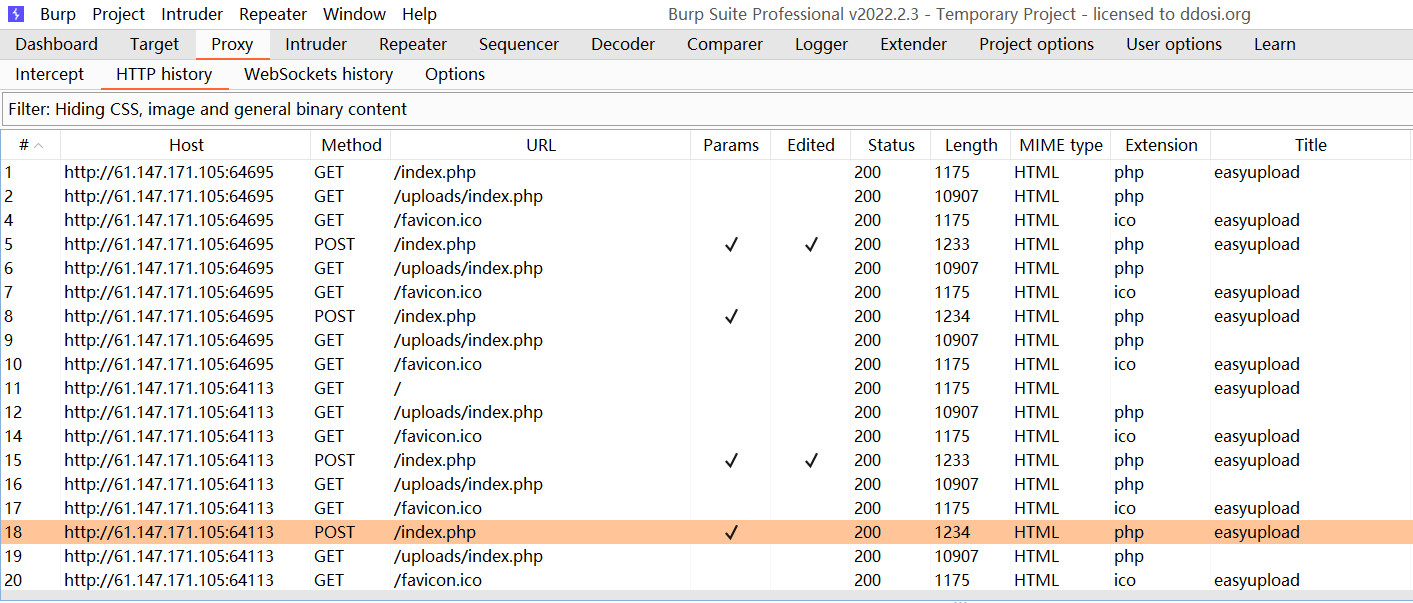 Burp Project Intruder Repeater Window Help Burp Suite Professional v2022.2.3 - Temporary Project - licensed to ddosi.org
Dashboard Target Proxy Intruder Repeater Sequencer Decoder Comparer Logger Extender Project options User options Learn
Intercept HTTP history WebSockets history Options
Filter: Hiding CSS, image and general binary content
# Host Method URL Params Edited Status Length MIME type Extension Title
1 http://61.147.171.105:64695 GET /index.php 200 1175 HTML php easyupload
2 http://61.147.171.105:64695 GET /uploads/index.php 200 10907 HTML php
4 http://61.147.171.105:64695 GET /favicon.ico 200 1175 HTML ico easyupload
5 http://61.147.171.105:64695 POST /index.php ✓ ✓ 200 1233 HTML php easyupload
6 http://61.147.171.105:64695 GET /uploads/index.php 200 10907 HTML php
7 http://61.147.171.105:64695 GET /favicon.ico 200 1175 HTML ico easyupload
8 http://61.147.171.105:64695 POST /index.php ✓ 200 1234 HTML php easyupload
9 http://61.147.171.105:64695 GET /uploads/index.php 200 10907 HTML php
10 http://61.147.171.105:64695 GET /favicon.ico 200 1175 HTML ico easyupload
11 http://61.147.171.105:64113 GET / 200 1175 HTML easyupload
12 http://61.147.171.105:64113 GET /uploads/index.php 200 10907 HTML php
14 http://61.147.171.105:64113 GET /favicon.ico 200 1175 HTML ico easyupload
15 http://61.147.171.105:64113 POST /index.php ✓ ✓ 200 1233 HTML php easyupload
16 http://61.147.171.105:64113 GET /uploads/index.php 200 10907 HTML php
17 http://61.147.171.105:64113 GET /favicon.ico 200 1175 HTML ico easyupload
18 http://61.147.171.105:64113 POST /index.php ✓ 200 1234 HTML php easyupload
19 http://61.147.171.105:64113 GET /uploads/index.php 200 10907 HTML php
20 http://61.147.171.105:64113 GET /favicon.ico 200 1175 HTML ico easyupload